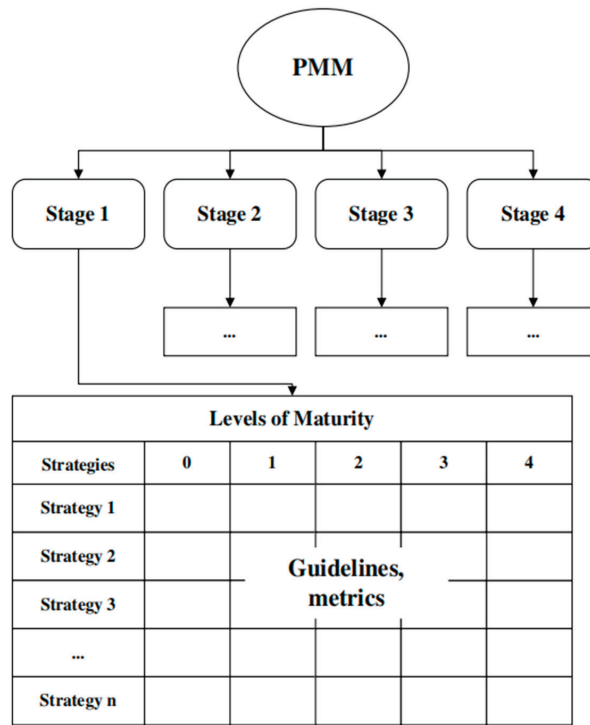 PMM
Stage 1
Stage 2
Stage 3
Stage 4
...
...
...
Levels of Maturity
Strategies 0 1 2 3 4
Strategy 1
Strategy 2
Guidelines,
metrics
Strategy 3
...
Strategy n